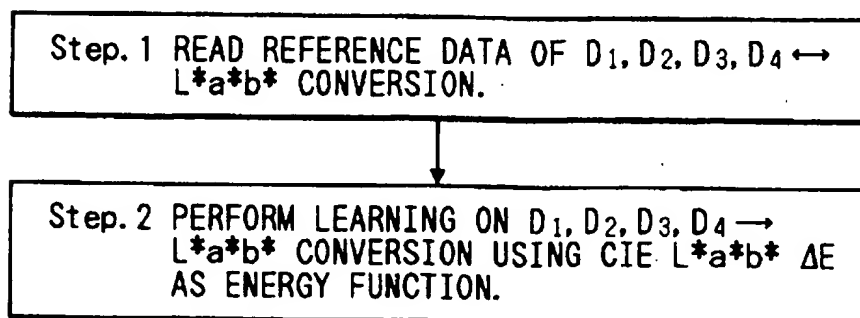 Step.1 READ REFERENCE DATA OF D1, D2, D3, D4 ↔
L*a*b* CONVERSION.
Step.2 PERFORM LEARNING ON D1, D2, D3, D4 →
L*a*b* CONVERSION USING CIE L*a*b* ΔE
AS ENERGY FUNCTION.